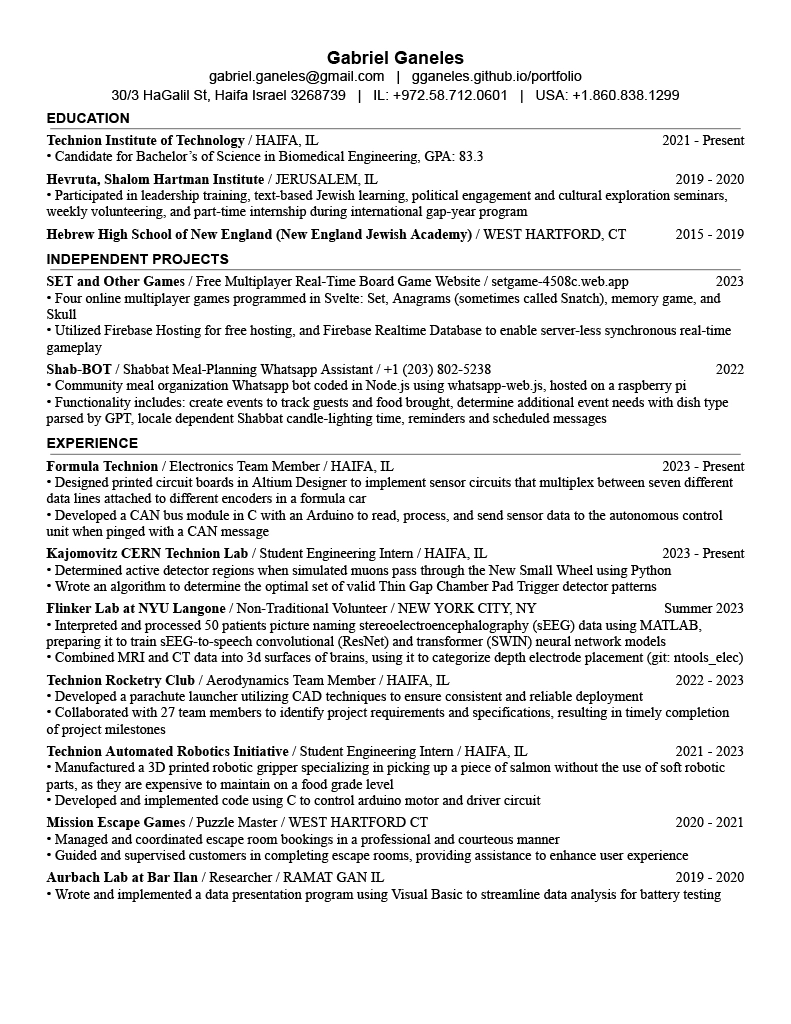 Gabriel Ganeles
gabriel.ganeles@gmail.com | gganeles.github.io/portfolio
30/3 HaGalil St, Haifa Israel 3268739 | IL: +972.58.712.0601 | USA: +1.860.838.1299
EDUCATION
Technion Institute of Technology / HAIFA, IL 2021 - Present
• Candidate for Bachelor's of Science in Biomedical Engineering, GPA: 83.3
Hevruta, Shalom Hartman Institute / JERUSALEM, IL 2019 - 2020
• Participated in leadership training, text-based Jewish learning, political engagement and cultural exploration seminars,
weekly volunteering, and part-time internship during international gap-year program
Hebrew High School of New England (New England Jewish Academy) / WEST HARTFORD, CT 2015 - 2019
INDEPENDENT PROJECTS
SET and Other Games / Free Multiplayer Real-Time Board Game Website / setgame-4508c.web.app 2023
• Four online multiplayer games programmed in Svelte: Set, Anagrams (sometimes called Snatch), memory game, and
Skull
• Utilized Firebase Hosting for free hosting, and Firebase Realtime Database to enable server-less synchronous real-time
gameplay
Shab-BOT / Shabbat Meal-Planning Whatsapp Assistant / +1 (203) 802-5238 2022
• Community meal organization Whatsapp bot coded in Node.js using whatsapp-web.js, hosted on a raspberry pi
• Functionality includes: create events to track guests and food brought, determine additional event needs with dish type
parsed by GPT, locale dependent Shabbat candle-lighting time, reminders and scheduled messages
EXPERIENCE
Formula Technion / Electronics Team Member / HAIFA, IL 2023 - Present
• Designed printed circuit boards in Altium Designer to implement sensor circuits that multiplex between seven different
data lines attached to different encoders in a formula car
• Developed a CAN bus module in C with an Arduino to read, process, and send sensor data to the autonomous control
unit when pinged with a CAN message
Kajomovitz CERN Technion Lab / Student Engineering Intern / HAIFA, IL 2023 - Present
• Determined active detector regions when simulated muons pass through the New Small Wheel using Python
• Wrote an algorithm to determine the optimal set of valid Thin Gap Chamber Pad Trigger detector patterns
Flinker Lab at NYU Langone / Non-Traditional Volunteer / NEW YORK CITY, NY Summer 2023
• Interpreted and processed 50 patients picture naming stereoelectroencephalography (sEEG) data using MATLAB,
preparing it to train sEEG-to-speech convolutional (ResNet) and transformer (SWIN) neural network models
• Combined MRI and CT data into 3d surfaces of brains, using it to categorize depth electrode placement (git: ntools_elec)
Technion Rocketry Club / Aerodynamics Team Member / HAIFA, IL 2022 - 2023
• Developed a parachute launcher utilizing CAD techniques to ensure consistent and reliable deployment
• Collaborated with 27 team members to identify project requirements and specifications, resulting in timely completion
of project milestones
Technion Automated Robotics Initiative / Student Engineering Intern / HAIFA, IL 2021 - 2023
• Manufactured a 3D printed robotic gripper specializing in picking up a piece of salmon without the use of soft robotic
parts, as they are expensive to maintain on a food grade level
• Developed and implemented code using C to control arduino motor and driver circuit
Mission Escape Games / Puzzle Master / WEST HARTFORD CT 2020 - 2021
• Managed and coordinated escape room bookings in a professional and courteous manner
• Guided and supervised customers in completing escape rooms, providing assistance to enhance user experience
Aurbach Lab at Bar Ilan / Researcher / RAMAT GAN IL 2019 - 2020
• Wrote and implemented a data presentation program using Visual Basic to streamline data analysis for battery testing